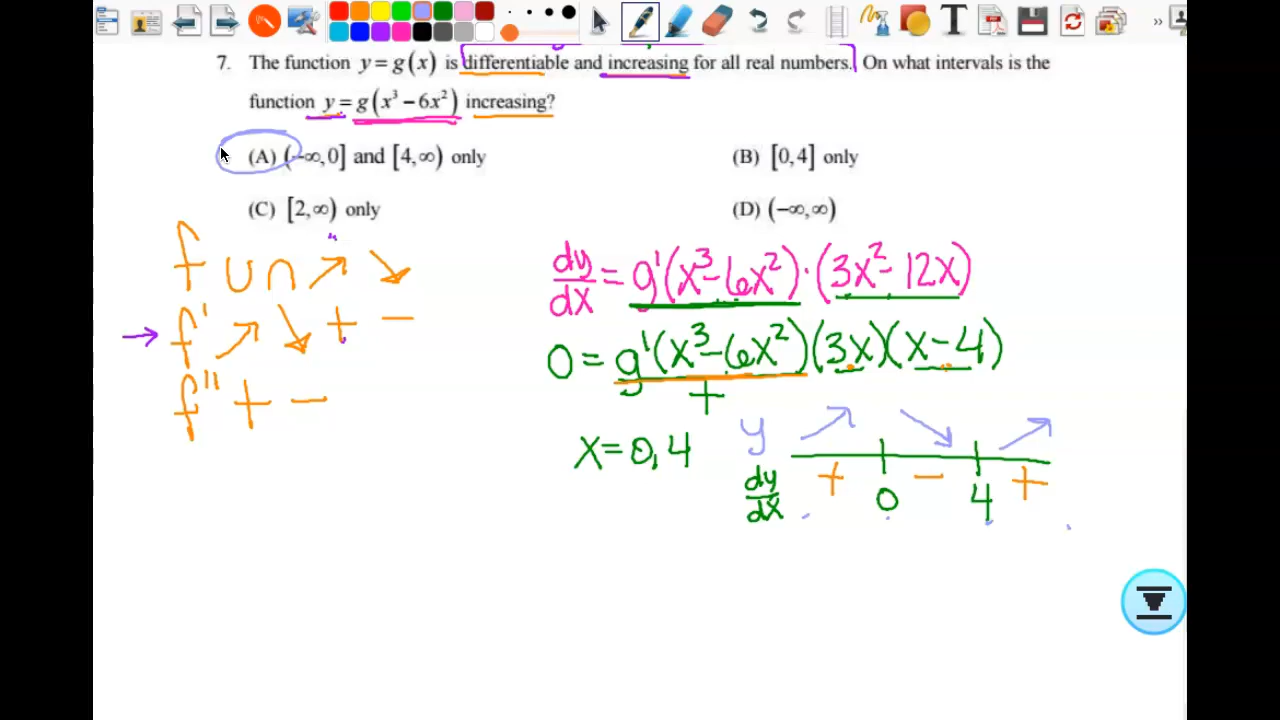 7. The function y = g(x) is differentiable and increasing for all real numbers. On what intervals is the
function y = g(x³ − 6x²) increasing?
(A) (−∞, 0] and [4, ∞) only
(B) [0, 4] only
(C) [2, ∞) only
(D) (−∞, ∞)
f ∪ ∩ ↗ ↘
→ f' ↗ ↘ + −
f'' + −
dy/dx = g'(x³ − 6x²) · (3x² − 12x)
0 = g'(x³ − 6x²)(3x)(x − 4)
+
x = 0, 4
y ↗ ↘ ↗
dy/dx + 0 − 4 +
T
»